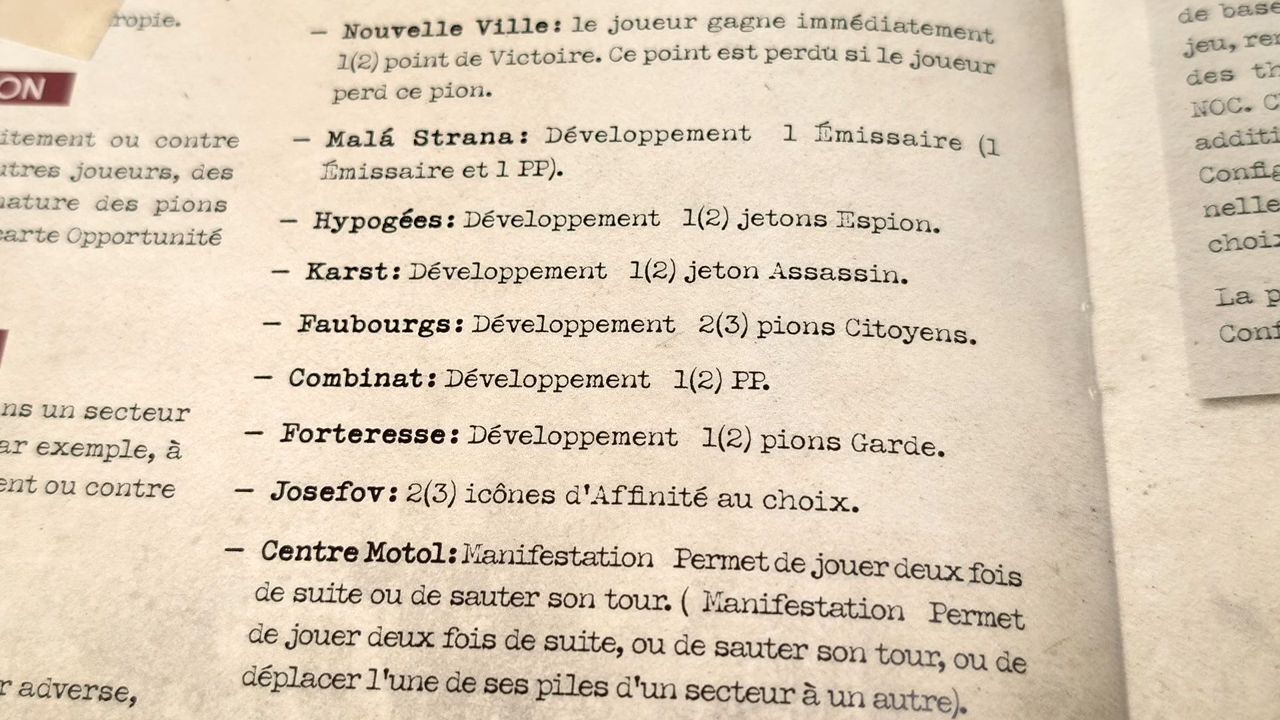 ropie.
ON
itement ou contre
utres joueurs, des
nature des pions
carte Opportunité
ns un secteur
ar exemple, à
ent ou contre
r adverse,
— Nouvelle Ville: le joueur gagne immédiatement
1(2) point de Victoire. Ce point est perdu si le joueur
perd ce pion.
— Malá Strana: Développement 1 Émissaire (1
Émissaire et 1 PP).
— Hypogées: Développement 1(2) jetons Espion.
— Karst: Développement 1(2) jeton Assassin.
— Faubourgs: Développement 2(3) pions Citoyens.
— Combinat: Développement 1(2) PP.
— Forteresse: Développement 1(2) pions Garde.
— Josefov: 2(3) icônes d'Affinité au choix.
— Centre Motol: Manifestation Permet de jouer deux fois
de suite ou de sauter son tour. ( Manifestation Permet
de jouer deux fois de suite, ou de sauter son tour, ou de
déplacer l'une de ses piles d'un secteur à un autre).
de base
jeu, rer
des th
NOC. C
additi
Config
nelle
choix
La p
Conf